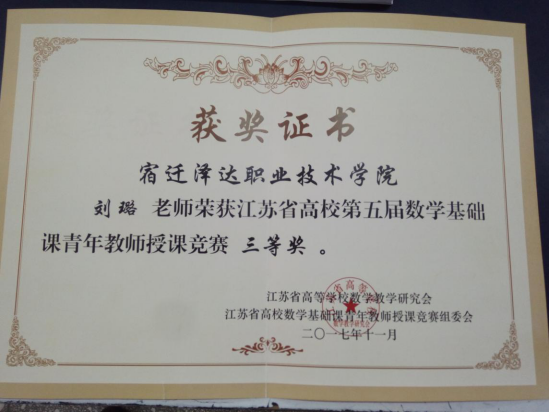 获奖证书
宿迁泽达职业技术学院
刘璐 老师荣获江苏省高校第五届数学基础
课青年教师授课竞赛 三等奖 。
江苏省高等学校数学教学研究会
江苏省高校数学基础课青年教师授课竞赛组委会
二〇一七年十一月